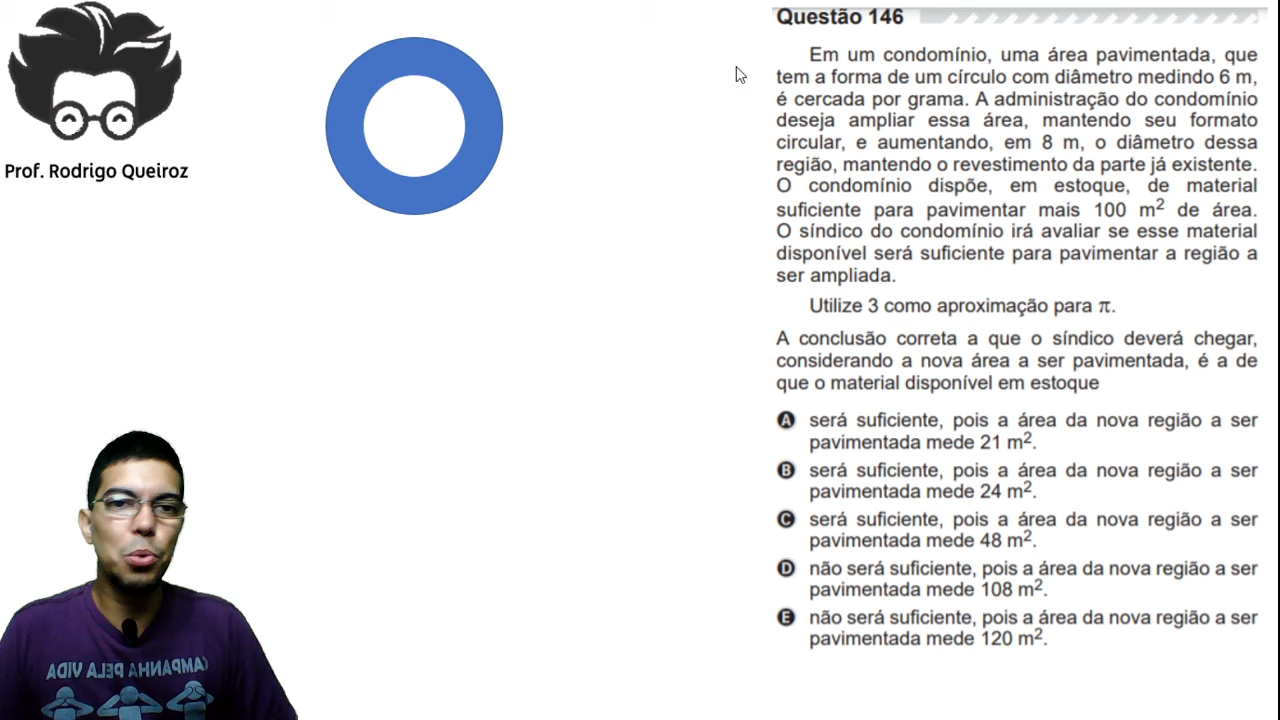 Prof. Rodrigo Queiroz
Questão 146
Em um condomínio, uma área pavimentada, que
tem a forma de um círculo com diâmetro medindo 6 m,
é cercada por grama. A administração do condomínio
deseja ampliar essa área, mantendo seu formato
circular, e aumentando, em 8 m, o diâmetro dessa
região, mantendo o revestimento da parte já existente.
O condomínio dispõe, em estoque, de material
suficiente para pavimentar mais 100 m² de área.
O síndico do condomínio irá avaliar se esse material
disponível será suficiente para pavimentar a região a
ser ampliada.
Utilize 3 como aproximação para π.
A conclusão correta a que o síndico deverá chegar,
considerando a nova área a ser pavimentada, é a de
que o material disponível em estoque
A será suficiente, pois a área da nova região a ser
pavimentada mede 21 m².
B será suficiente, pois a área da nova região a ser
pavimentada mede 24 m².
C será suficiente, pois a área da nova região a ser
pavimentada mede 48 m².
D não será suficiente, pois a área da nova região a ser
pavimentada mede 108 m².
E não será suficiente, pois a área da nova região a ser
pavimentada mede 120 m².
CAMPANHA PELA VIDA